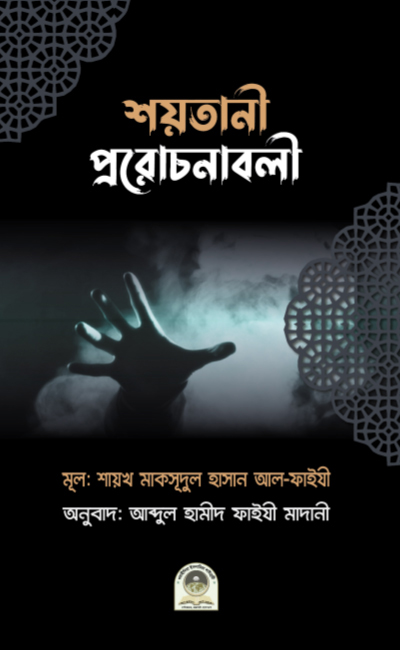 শয়তানী
প্ররোচনাবলী
মূল: শায়খ মাকসূদুল হাসান আল-ফাইযী
অনুবাদ: আব্দুল হামীদ ফাইযী মাদানী